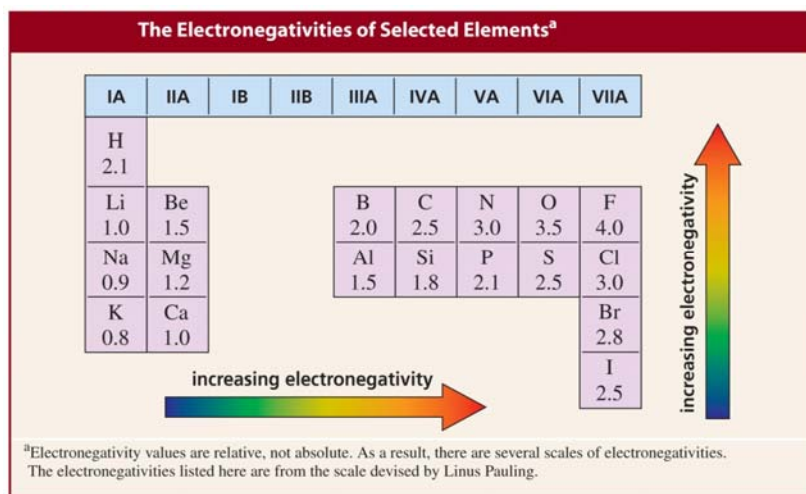 The Electronegativities of Selected Elementsa
IA IIA IB IIB IIIA IVA VA VIA VIIA
H
2.1
Li Be B C N O F
1.0 1.5 2.0 2.5 3.0 3.5 4.0
Na Mg Al Si P S Cl
0.9 1.2 1.5 1.8 2.1 2.5 3.0
K Ca Br
0.8 1.0 2.8
I
2.5
increasing electronegativity
increasing electronegativity
aElectronegativity values are relative, not absolute. As a result, there are several scales of electronegativities.
The electronegativities listed here are from the scale devised by Linus Pauling.